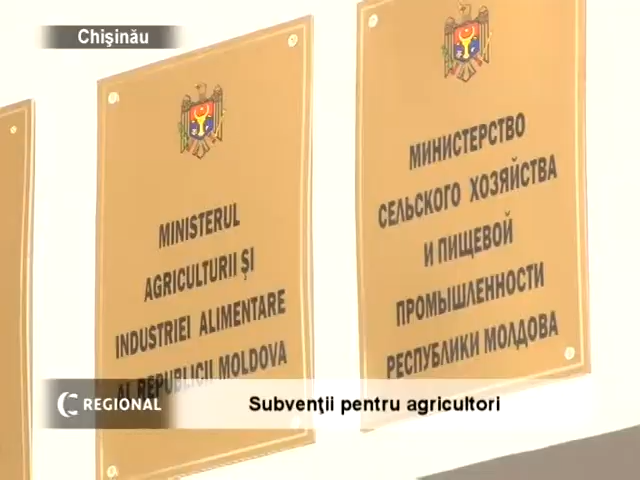 Chişinău
MINISTERUL
AGRICULTURII ŞI
INDUSTRIEI ALIMENTARE
AL REPUBLICII MOLDOVA
МИНИСТЕРСТВО
СЕЛЬСКОГО ХОЗЯЙСТВА
И ПИЩЕВОЙ
ПРОМЫШЛЕННОСТИ
РЕСПУБЛИКИ МОЛДОВА
REGIONAL
Subvenţii pentru agricultori